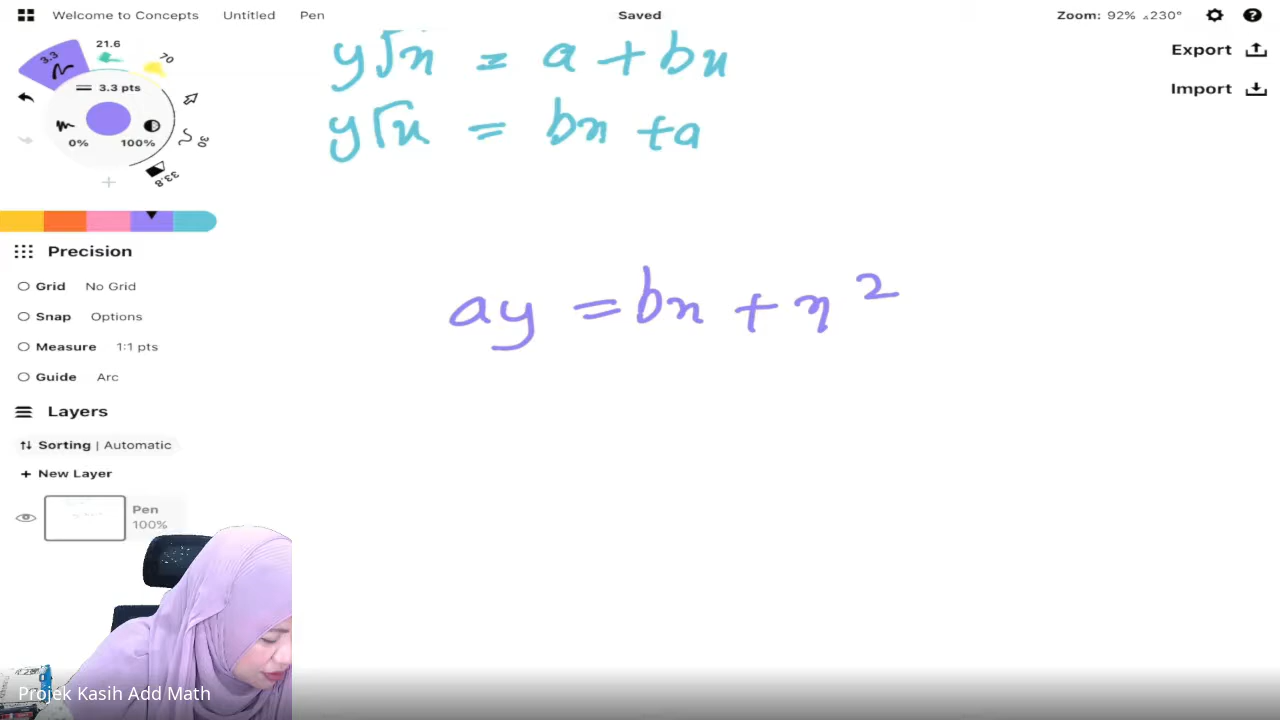 Welcome to Concepts Untitled Pen Saved Zoom: 92% 230° ?
21.6
3.3 70
3.3 pts
0% 100%
30
33.8
Export
Import
y√x = a + bx
y√x = bx + a
ay = bx + x²
Precision
Grid No Grid
Snap Options
Measure 1:1 pts
Guide Arc
Layers
Sorting | Automatic
+ New Layer
Pen
100%
Projek Kasih Add Math